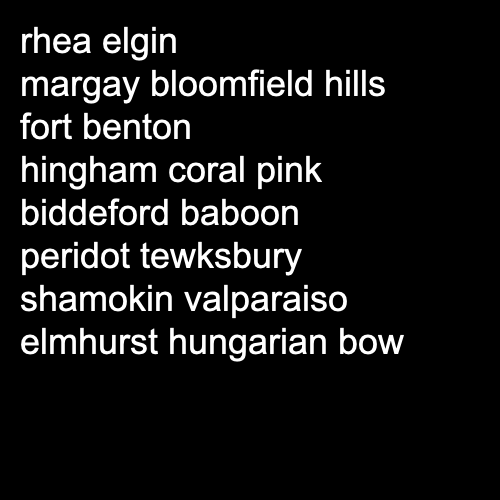 rhea elgin
margay bloomfield hills
fort benton
hingham coral pink
biddeford baboon
peridot tewksbury
shamokin valparaiso
elmhurst hungarian bow